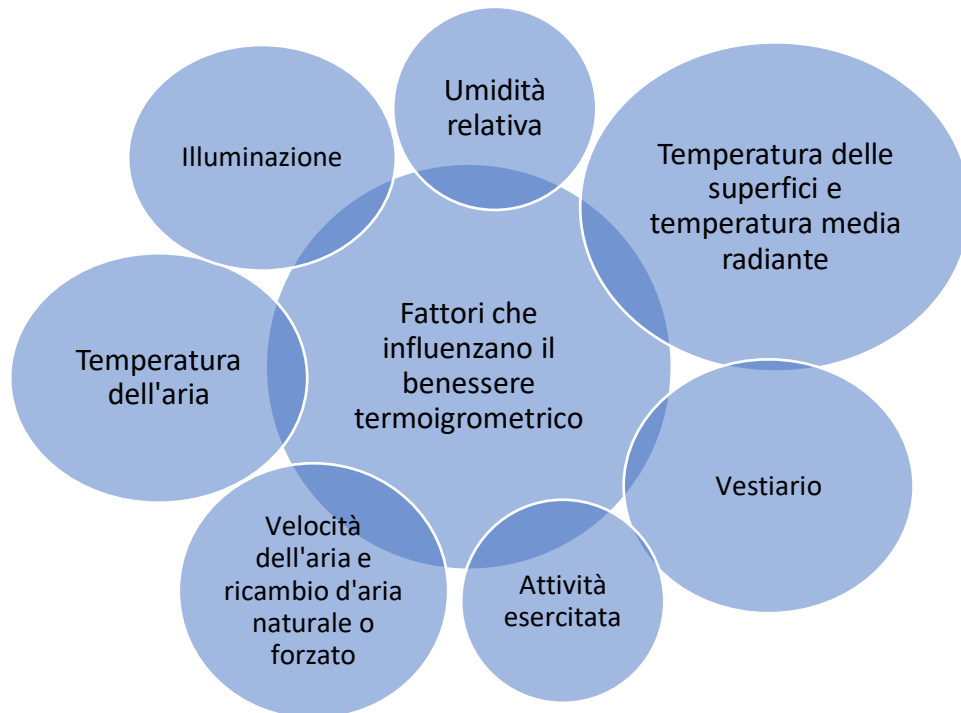 Umidità
relativa
Illuminazione
Temperatura delle
superfici e
temperatura media
radiante
Fattori che
influenzano il
benessere
termoigrometrico
Temperatura
dell'aria
Vestiario
Velocità
dell'aria e
ricambio d'aria
naturale o
forzato
Attività
esercitata